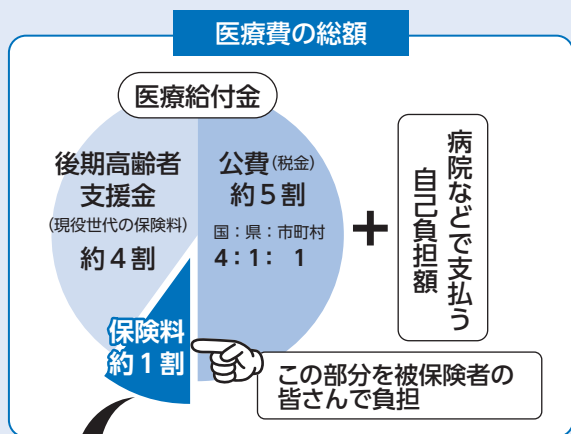 医療費の総額
医療給付金
後期高齢者
支援金
(現役世代の保険料)
約4割
公費(税金)
約5割
国：県：市町村
4：1：1
保険料
約1割
＋
病院などで支払う
自己負担額
この部分を被保険者の
皆さんで負担